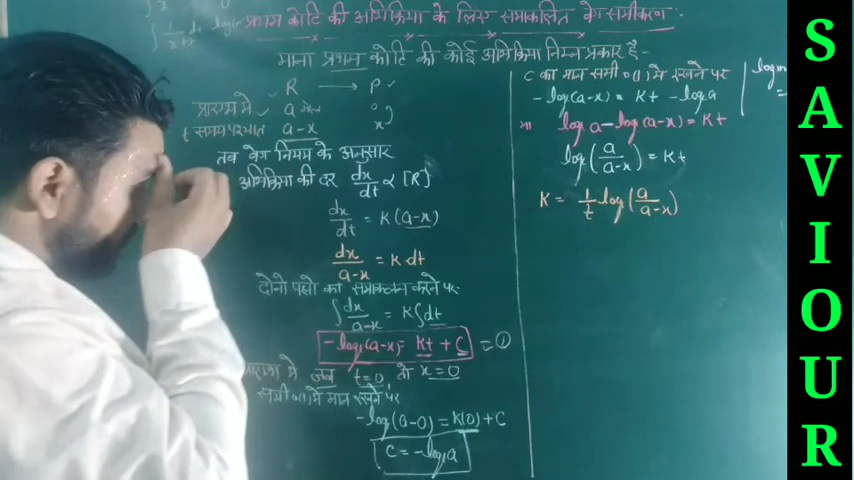 प्रथम कोटि की अभिक्रिया के लिए समाकलित वेग समीकरण:-
माना प्रथम कोटि की कोई अभिक्रिया निम्न प्रकार है -
R → P
प्रारम्भ में a मोल 0
t समय पश्चात a-x x
तब वेग नियम के अनुसार
अभिक्रिया की दर dx/dt ∝ [R]
dx/dt = K(a-x)
dx/a-x = K dt
दोनो पक्षो का समाकलन करने पर:
∫ dx/a-x = K∫dt
-log(a-x) = Kt + C = ①
जब t=0, तो x=0
समी० (1) में मान रखने पर
-log(a-0) = K(0) + C
C = -log a
C का मान समी० (1) में रखने पर
-log(a-x) = Kt - log a
या log a - log(a-x) = Kt
log(a/a-x) = Kt
K = 1/t log(a/a-x)
SAVIOUR